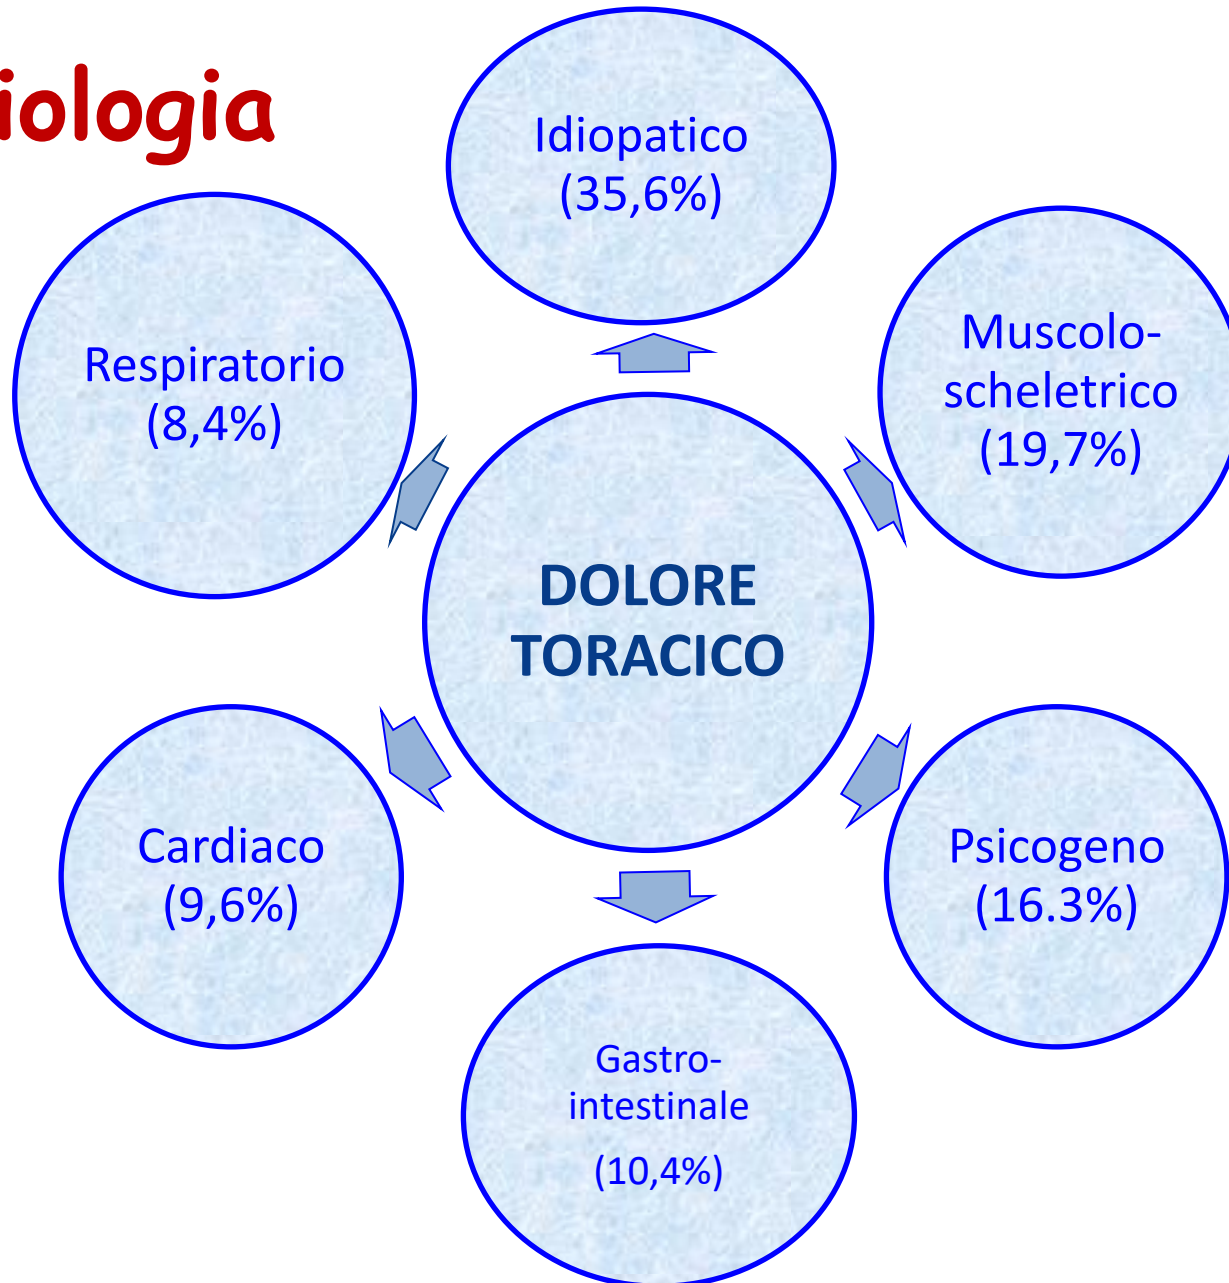 iologia
Idiopatico
(35,6%)
Muscolo-
scheletrico
(19,7%)
Respiratorio
(8,4%)
DOLORE
TORACICO
Cardiaco
(9,6%)
Psicogeno
(16.3%)
Gastro-
intestinale
(10,4%)